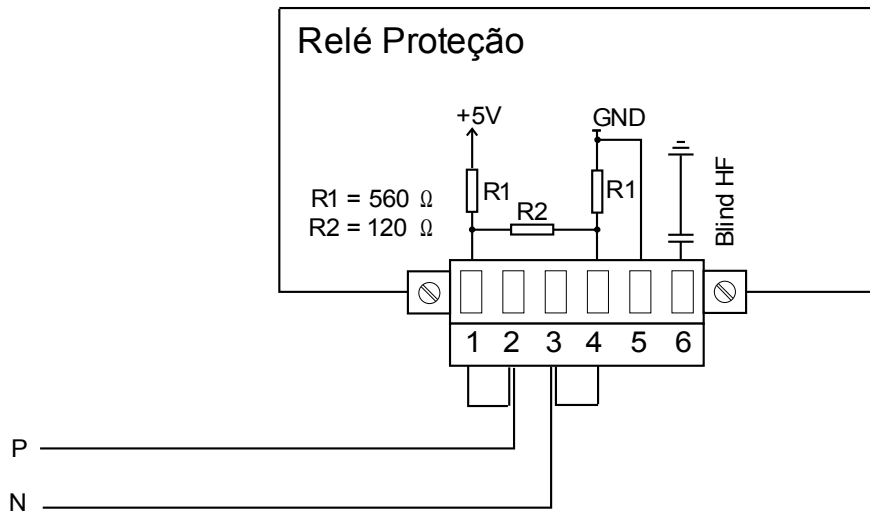 Relé Proteção
+5V
GND
R1
R1
R2
R1 = 560 Ω
R2 = 120 Ω
Blind HF
1 2 3 4 5 6
P
N